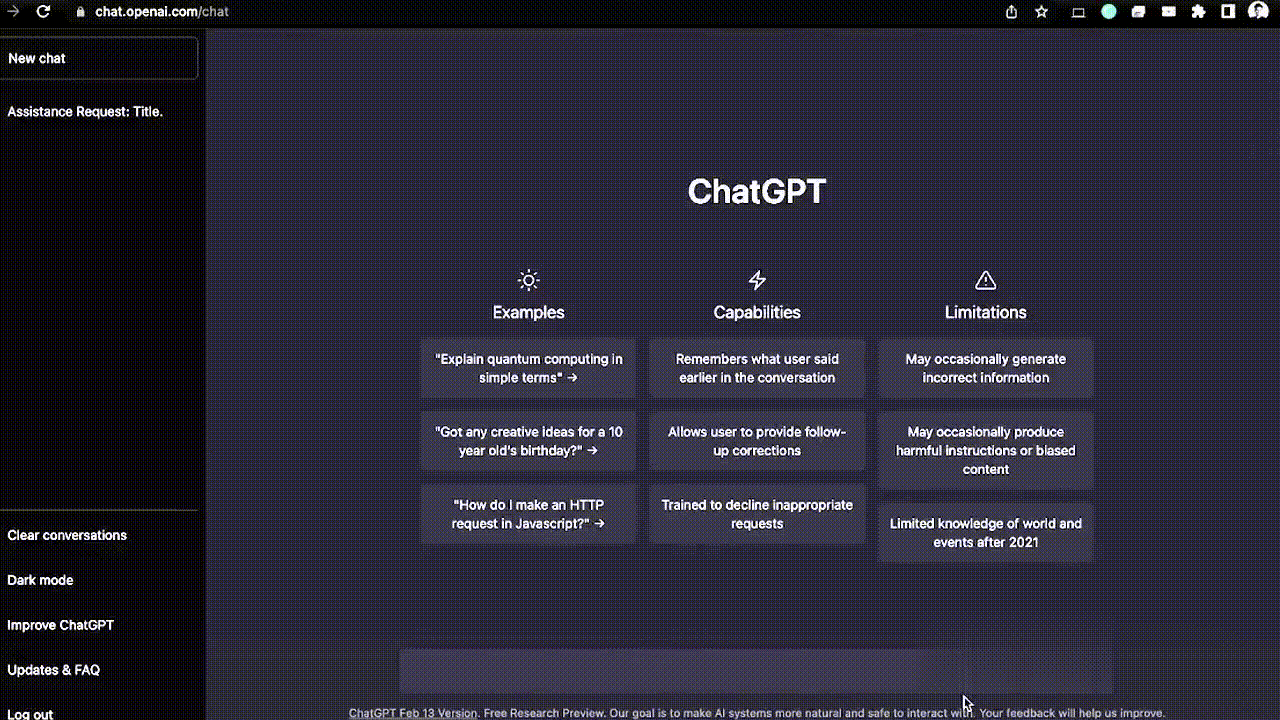 chat.openai.com/chat
New chat
Assistance Request: Title.
ChatGPT
Examples
Capabilities
Limitations
"Explain quantum computing in
simple terms" →
Remembers what user said
earlier in the conversation
May occasionally generate
incorrect information
"Got any creative ideas for a 10
year old's birthday?" →
Allows user to provide follow-
up corrections
May occasionally produce
harmful instructions or biased
content
"How do I make an HTTP
request in Javascript?" →
Trained to decline inappropriate
requests
Limited knowledge of world and
events after 2021
Clear conversations
Dark mode
Improve ChatGPT
Updates & FAQ
Log out
ChatGPT Feb 13 Version. Free Research Preview. Our goal is to make AI systems more natural and safe to interact with. Your feedback will help us improve.